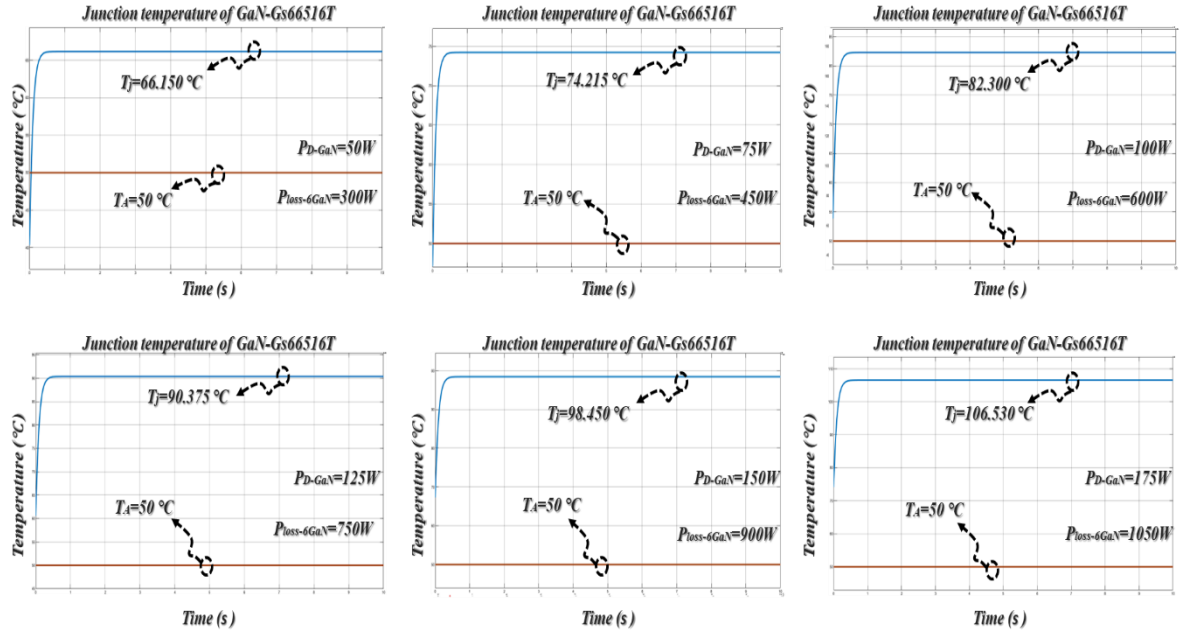 Junction temperature of GaN-Gs66516T
Temperature (°C)
Tj=66.150 °C
PD-GaN=50W
TA=50 °C
Ploss-6GaN=300W
Time (s )
Junction temperature of GaN-Gs66516T
Temperature (°C)
Tj=74.215 °C
PD-GaN=75W
TA=50 °C
Ploss-6GaN=450W
Time (s )
Junction temperature of GaN-Gs66516T
Temperature (°C)
Tj=82.300 °C
PD-GaN=100W
TA=50 °C
Ploss-6GaN=600W
Time (s )
Junction temperature of GaN-Gs66516T
Temperature (°C)
Tj=90.375 °C
PD-GaN=125W
TA=50 °C
Ploss-6GaN=750W
Time (s )
Junction temperature of GaN-Gs66516T
Temperature (°C)
Tj=98.450 °C
PD-GaN=150W
TA=50 °C
Ploss-6GaN=900W
Time (s )
Junction temperature of GaN-Gs66516T
Temperature (°C)
Tj=106.530 °C
PD-GaN=175W
TA=50 °C
Ploss-6GaN=1050W
Time (s )